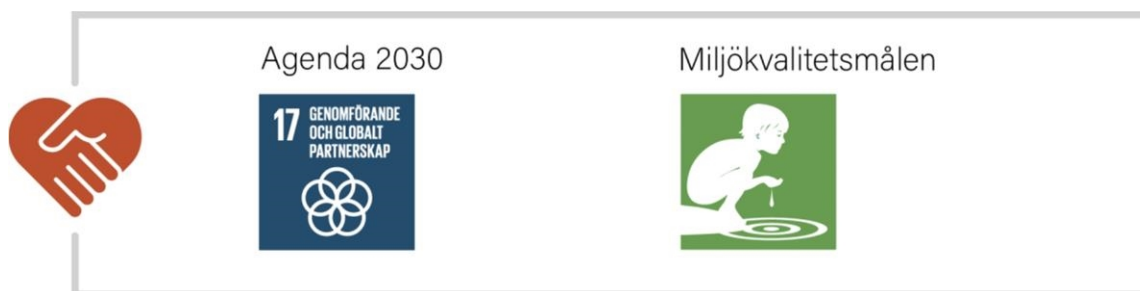 Agenda 2030
Miljökvalitetsmålen
17 GENOMFÖRANDE
OCH GLOBALT
PARTNERSKAP